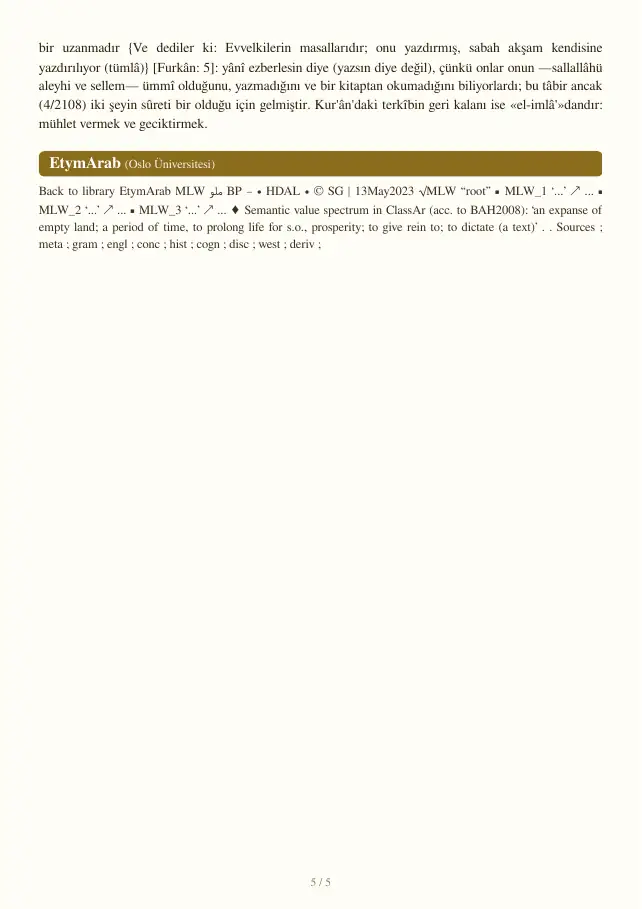 bir uzanmadır {Ve dediler ki: Evvelkilerin masallarıdır; onu yazdırmış, sabah akşam kendisine
yazdırılıyor (tümlâ)} [Furkân: 5]: yânî ezberlesin diye (yazsın diye değil), çünkü onlar onun —sallallâhü
aleyhi ve sellem— ümmî olduğunu, yazmadığını ve bir kitaptan okumadığını biliyorlardı; bu tâbir ancak
(4/2108) iki şeyin sûreti bir olduğu için gelmiştir. Kur'ân'daki terkîbin geri kalanı ise «el-imlâ'»dandır:
mühlet vermek ve geciktirmek.
EtymArab (Oslo Üniversitesi)
Back to library EtymArab MLW ملو BP – • HDAL • © SG | 13May2023 √MLW “root” ▪ MLW_1 ‘...’ ↗ ... ▪
MLW_2 ‘...’ ↗ ... ▪ MLW_3 ‘...’ ↗ ... ♦ Semantic value spectrum in ClassAr (acc. to BAH2008): ‘an expanse of
empty land; a period of time, to prolong life for s.o., prosperity; to give rein to; to dictate (a text)’ . . Sources ;
meta ; gram ; engl ; conc ; hist ; cogn ; disc ; west ; deriv ;
5 / 5